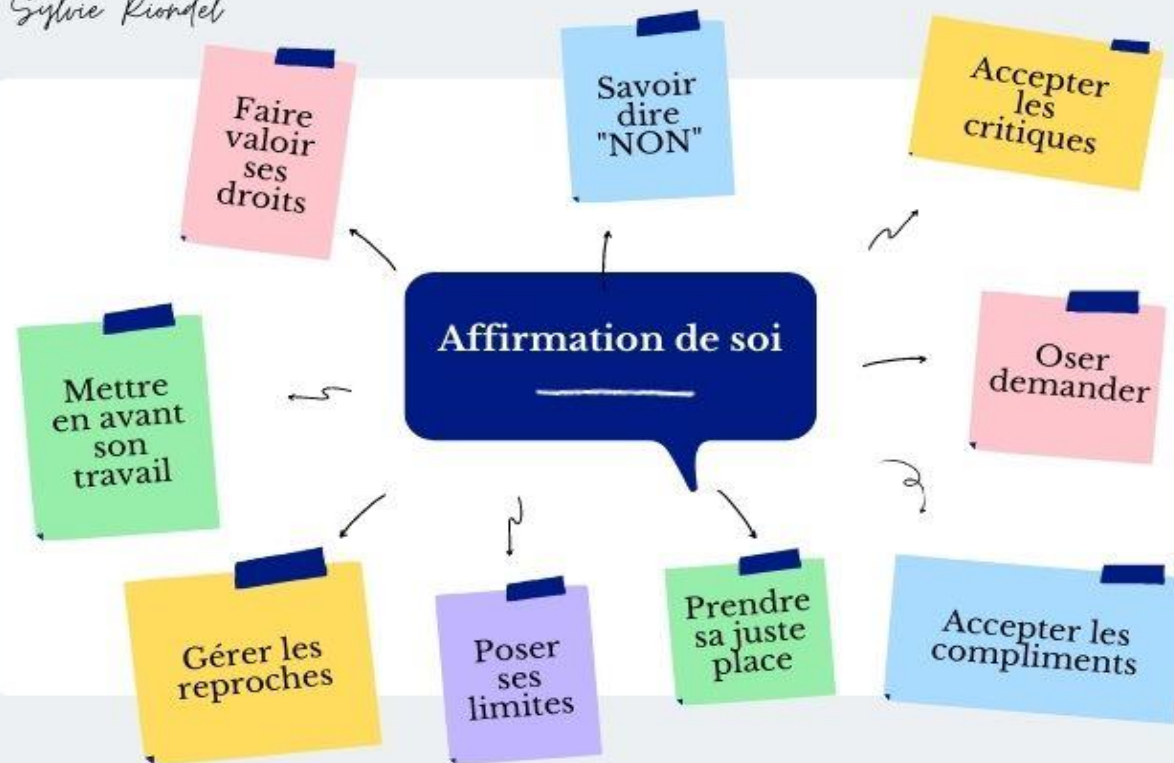 Sylvie Riondel
Faire
valoir
ses
droits
Savoir
dire
"NON"
Accepter
les
critiques
Affirmation de soi
Oser
demander
Mettre
en avant
son
travail
Gérer les
reproches
Poser
ses
limites
Prendre
sa juste
place
Accepter les
compliments